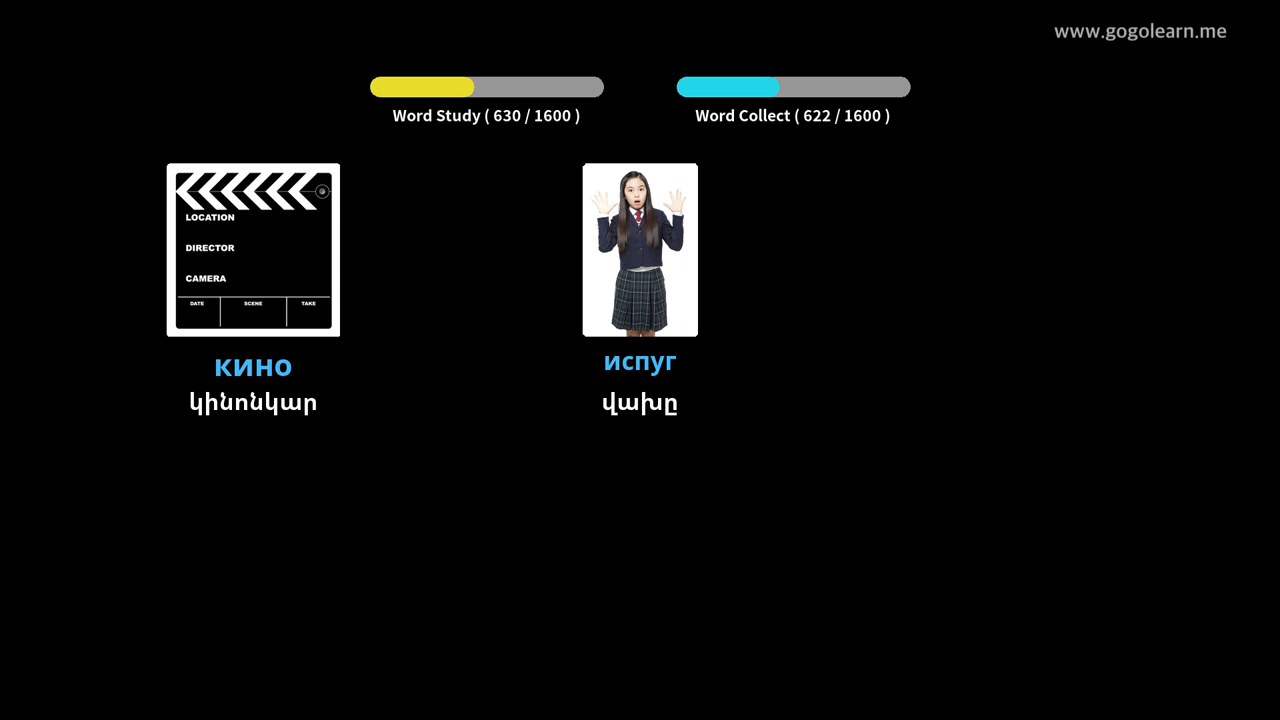 www.gogolearn.me
Word Study ( 630 / 1600 )
Word Collect ( 622 / 1600 )
LOCATION
DIRECTOR
CAMERA
DATE SCENE TAKE
кино
испуг
կինոնկար
վախը